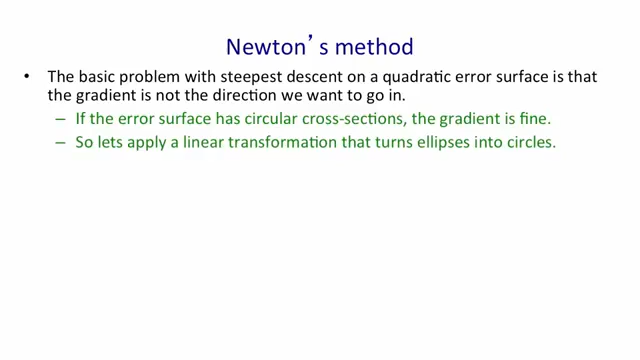 Newton's method
• The basic problem with steepest descent on a quadratic error surface is that
the gradient is not the direction we want to go in.
– If the error surface has circular cross-sections, the gradient is fine.
– So lets apply a linear transformation that turns ellipses into circles.